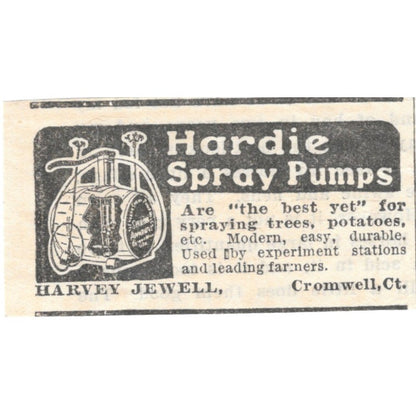 Hardie
Spray Pumps
Are "the best yet" for
spraying trees, potatoes,
etc. Modern, easy, durable.
Used by experiment stations
and leading farmers.
HARVEY JEWELL, Cromwell, Ct.